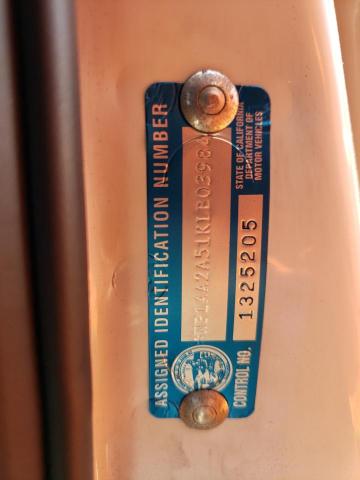 ASSIGNED IDENTIFICATION NUMBER
STATE OF CALIFORNIA
DEPARTMENT OF
MOTOR VEHICLES
CONTROL NO. 1325205